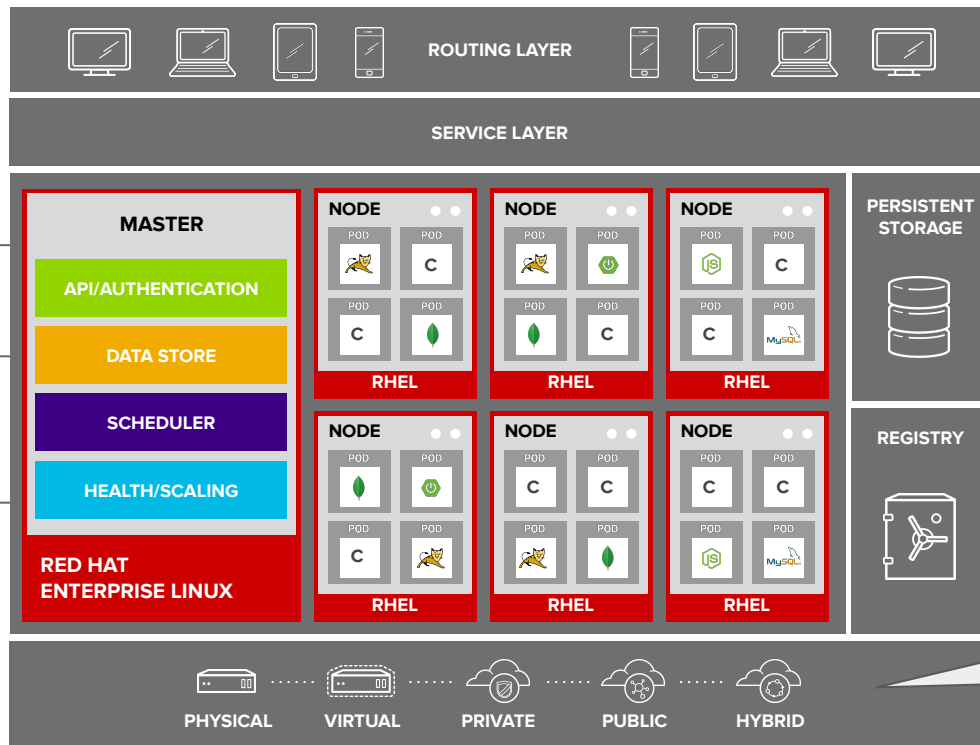 ROUTING LAYER
SERVICE LAYER
MASTER
API/AUTHENTICATION
DATA STORE
SCHEDULER
HEALTH/SCALING
RED HAT
ENTERPRISE LINUX
NODE
POD POD
C
POD POD
C
RHEL
NODE
POD POD
POD POD
C
RHEL
NODE
POD POD
JS C
POD POD
C MySQL
RHEL
NODE
POD POD
POD POD
C
RHEL
NODE
POD POD
C C
POD POD
RHEL
NODE
POD POD
C C
POD POD
JS MySQL
RHEL
PERSISTENT
STORAGE
REGISTRY
PHYSICAL
VIRTUAL
PRIVATE
PUBLIC
HYBRID